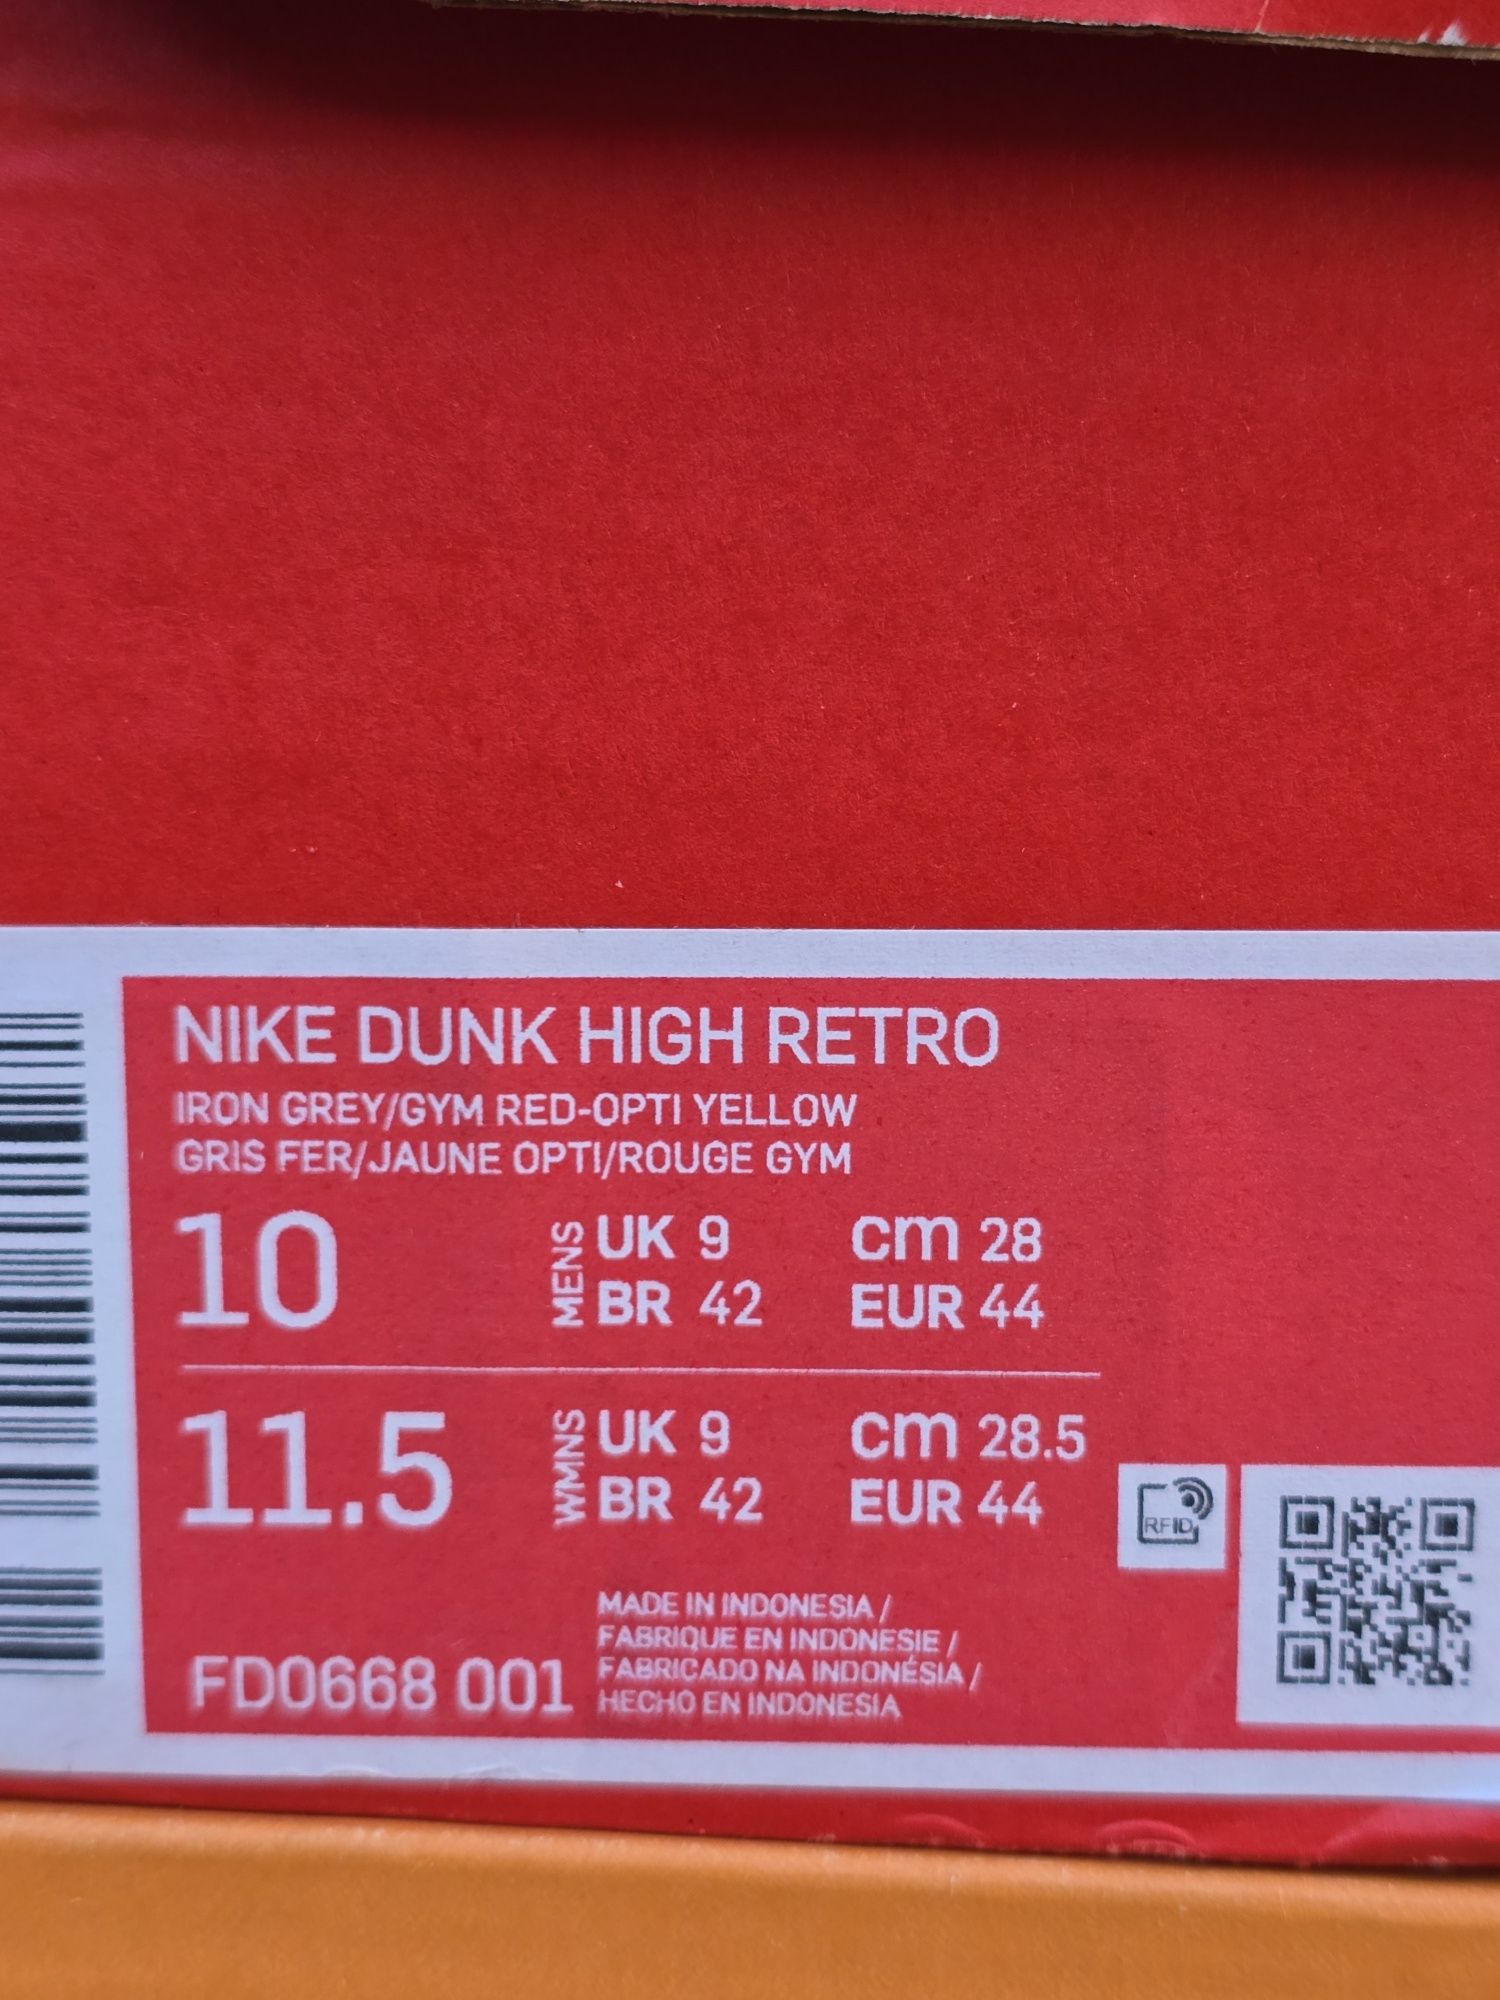 NIKE DUNK HIGH RETRO
IRON GREY/GYM RED-OPTI YELLOW
GRIS FER/JAUNE OPTI/ROUGE GYM
10 MENS UK 9 cm 28
BR 42 EUR 44
11.5 WMNS UK 9 cm 28.5
BR 42 EUR 44
RFID
MADE IN INDONESIA /
FABRIQUE EN INDONESIE /
FABRICADO NA INDONÉSIA /
HECHO EN INDONESIA
FD0668 001